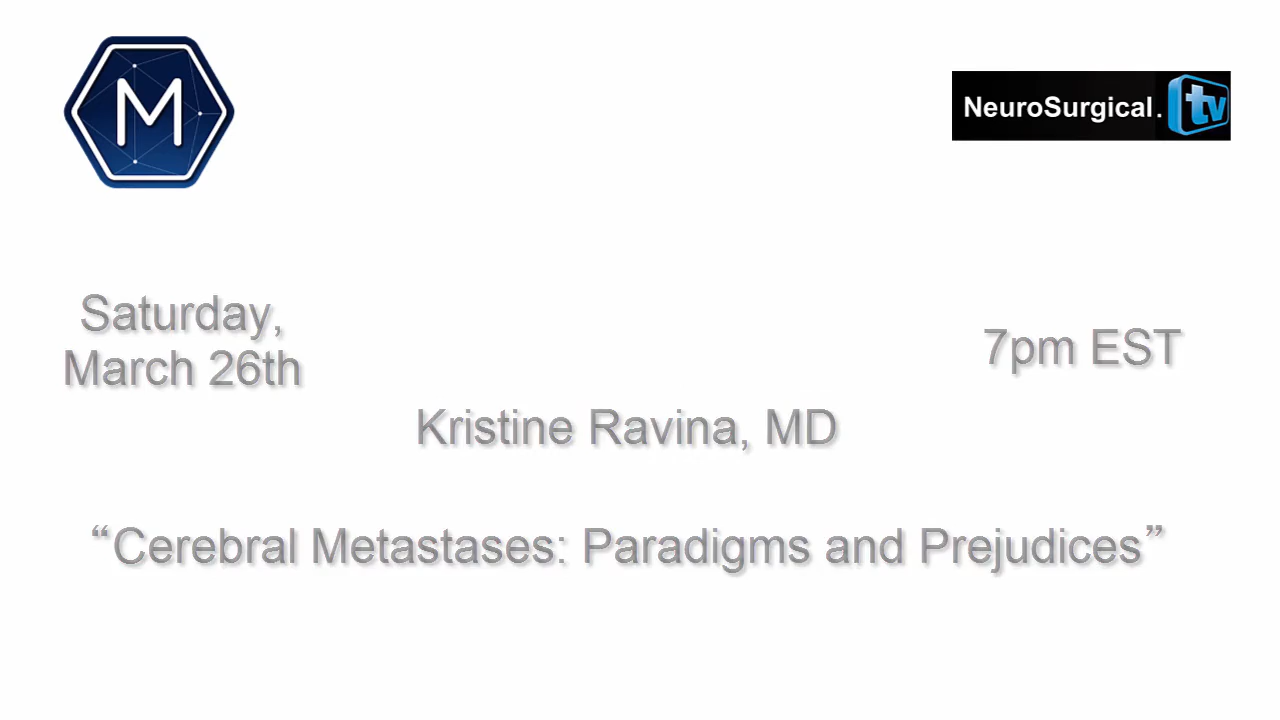 M
NeuroSurgical.tv
Saturday,
March 26th
7pm EST
Kristine Ravina, MD
“Cerebral Metastases: Paradigms and Prejudices”